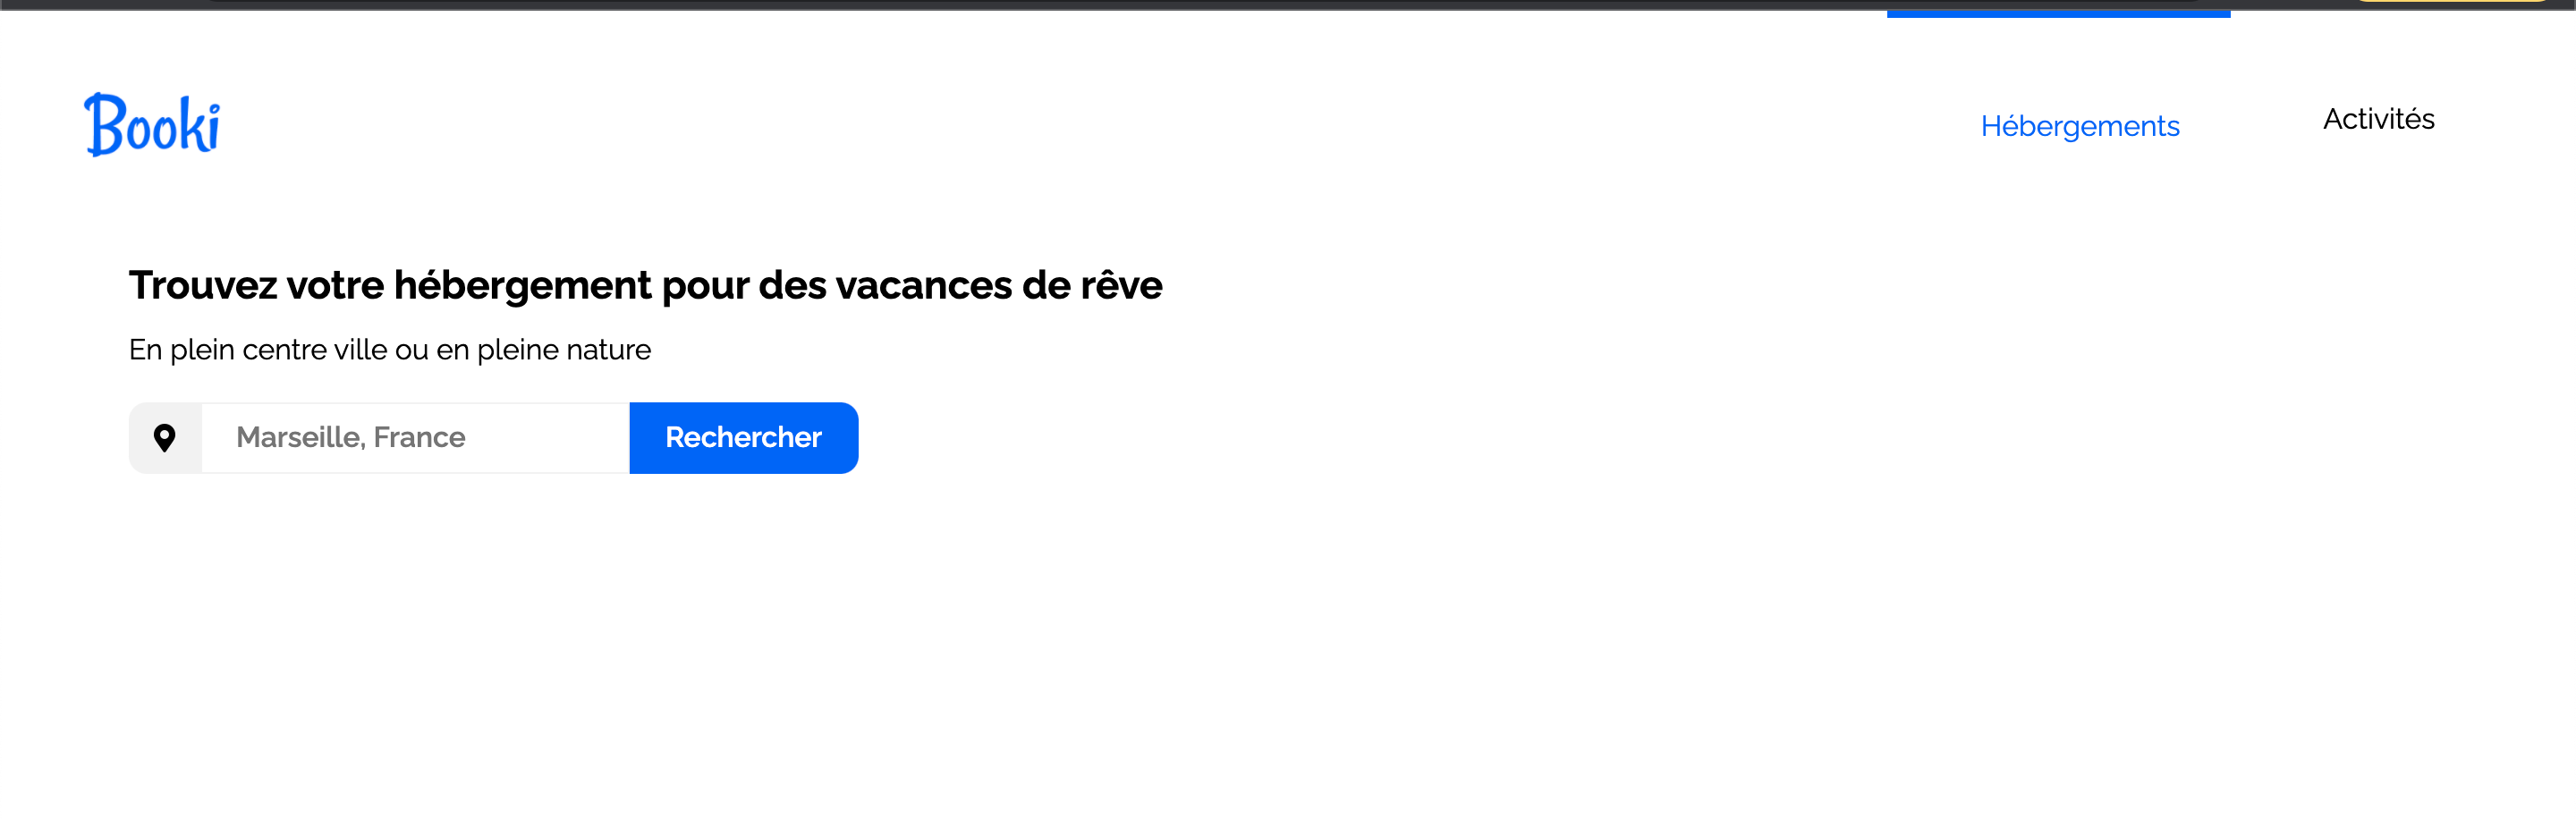 Booki
Hébergements
Activités
Trouvez votre hébergement pour des vacances de rêve
En plein centre ville ou en pleine nature
Marseille, France
Rechercher